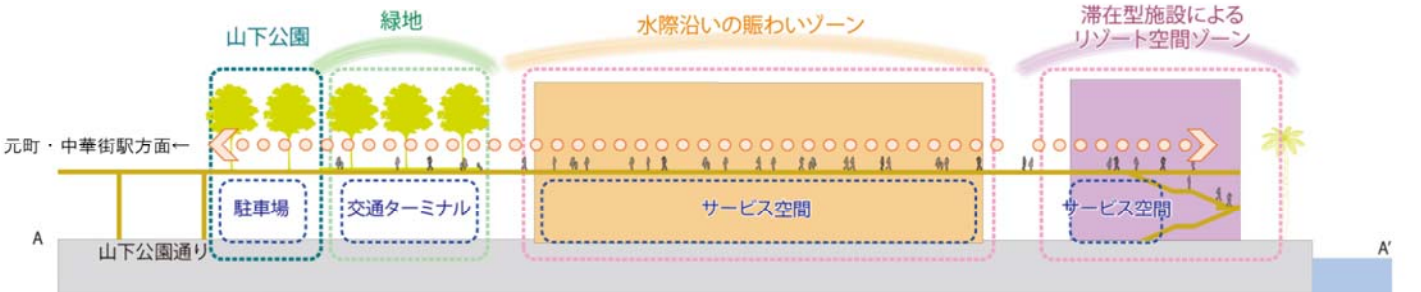 山下公園
緑地
水際沿いの賑わいゾーン
滞在型施設による
リゾート空間ゾーン
元町・中華街駅方面←
駐車場
交通ターミナル
サービス空間
サービス空間
A
山下公園通り
A'